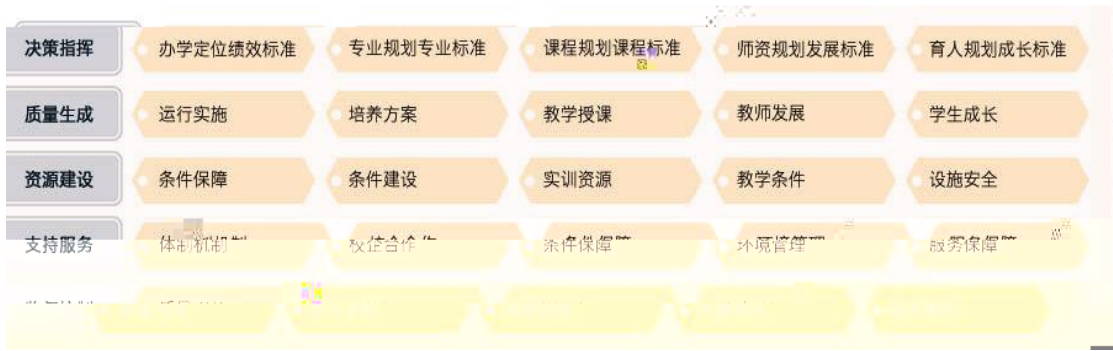 决策指挥 办学定位绩效标准 专业规划专业标准 课程规划课程标准 师资规划发展标准 育人规划成长标准
质量生成 运行实施 培养方案 教学授课 教师发展 学生成长
资源建设 条件保障 条件建设 实训资源 教学条件 设施安全
支持服务 体制机制 校企合作 条件保障 环境管理 服务保障